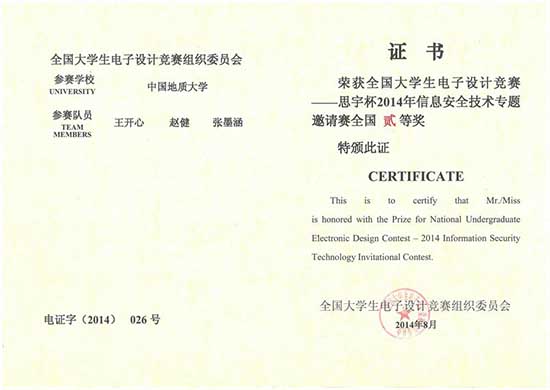 全国大学生电子设计竞赛组织委员会
参赛学校
UNIVERSITY
中国地质大学
参赛队员
TEAM
MEMBERS
王开心 赵健 张墨涵
电证字（2014） 026 号
证 书
荣获全国大学生电子设计竞赛
——思宇杯2014年信息安全技术专题
邀请赛全国 贰 等奖
特颁此证
CERTIFICATE
This is to certify that Mr./Miss
is honored with the Prize for National Undergraduate
Electronic Design Contest – 2014 Information Security
Technology Invitational Contest.
全国大学生电子设计竞赛组织委员会
2014年8月